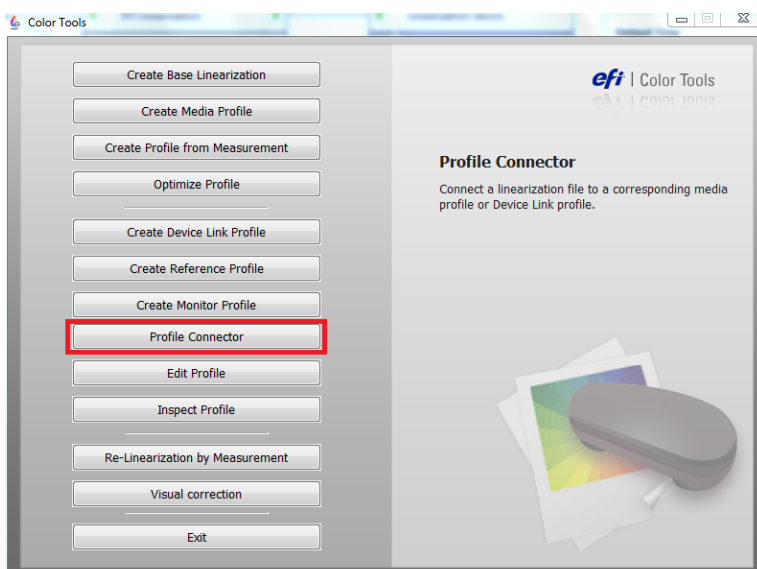 Color Tools
Create Base Linearization
Create Media Profile
Create Profile from Measurement
Optimize Profile
Create Device Link Profile
Create Reference Profile
Create Monitor Profile
Profile Connector
Edit Profile
Inspect Profile
Re-Linearization by Measurement
Visual correction
Exit
efi | Color Tools
Profile Connector
Connect a linearization file to a corresponding media
profile or Device Link profile.